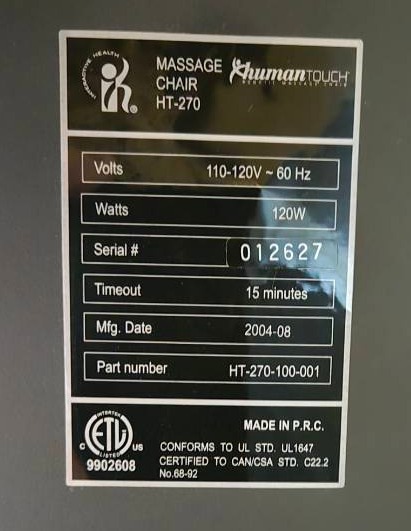 INTERACTIVE HEALTH
MASSAGE
CHAIR
HT-270
humanTOUCH
Volts 110-120V ~ 60 Hz
Watts 120W
Serial # 012627
Timeout 15 minutes
Mfg. Date 2004-08
Part number HT-270-100-001
INTERTEK
C ETL US
LISTED
9902608
MADE IN P.R.C.
CONFORMS TO UL STD. UL1647
CERTIFIED TO CAN/CSA STD. C22.2
No.68-92